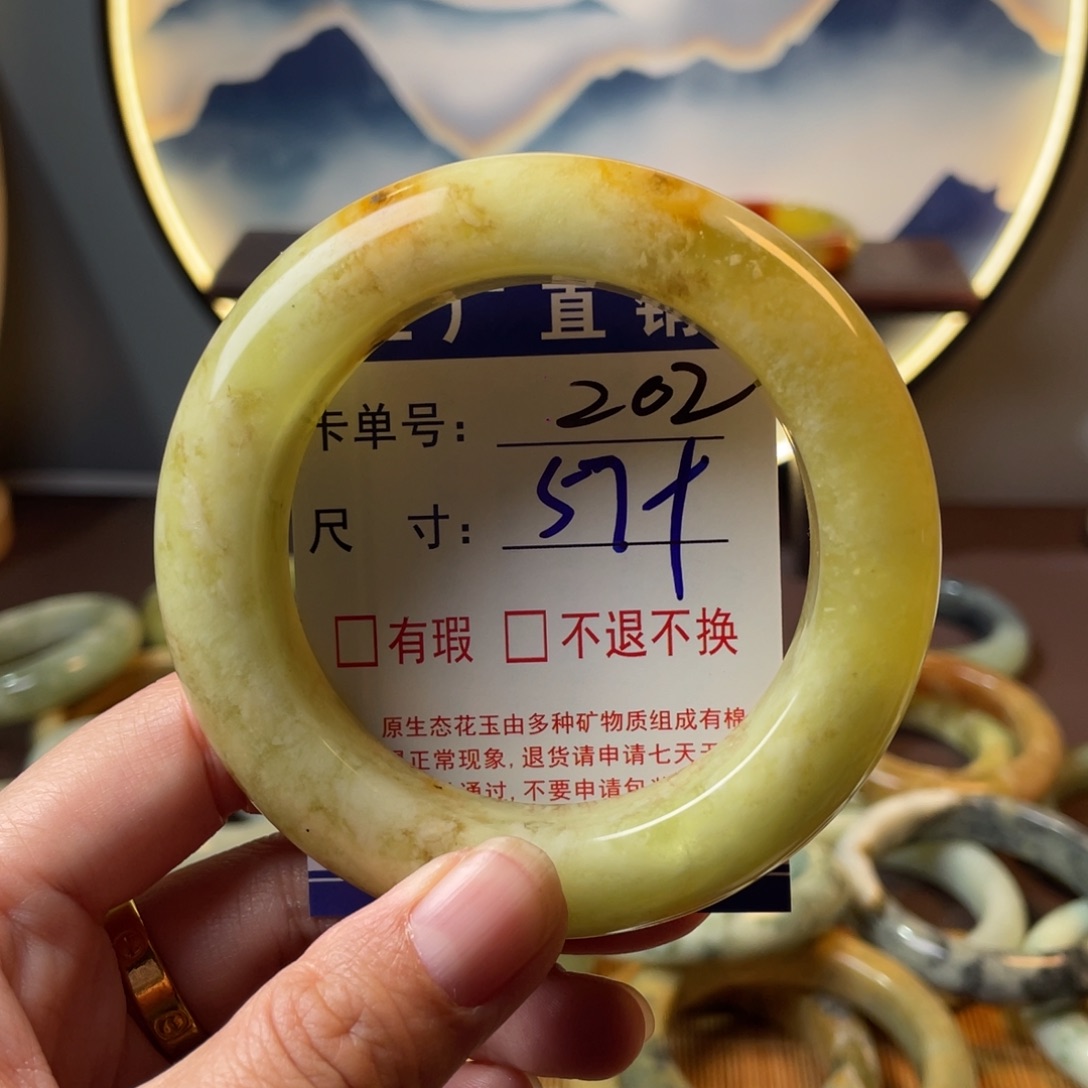 厂直销
卡单号： 202
尺 寸： 57+
□有瑕 □不退不换
原生态花玉由多种矿物质组成有棉
正常现象，退货请申请七天
通过，不要申请包